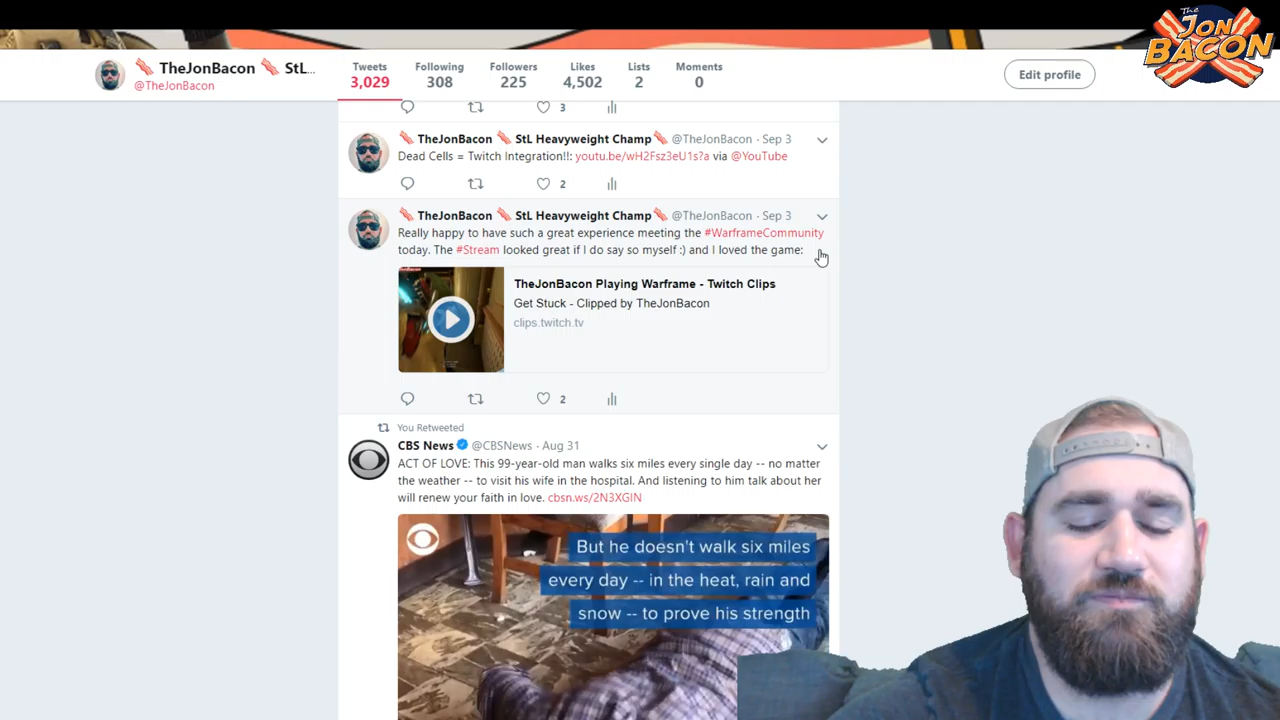 The
JON
BACON
TheJonBacon StL...
@TheJonBacon
Tweets
3,029
Following
308
Followers
225
Likes
4,502
Lists
2
Moments
0
Edit profile
3
TheJonBacon StL Heavyweight Champ @TheJonBacon · Sep 3
Dead Cells = Twitch Integration!!: youtu.be/wH2Fsz3eU1s?a via @YouTube
2
TheJonBacon StL Heavyweight Champ @TheJonBacon · Sep 3
Really happy to have such a great experience meeting the #WarframeCommunity
today. The #Stream looked great if I do say so myself :) and I loved the game:
TheJonBacon Playing Warframe - Twitch Clips
Get Stuck - Clipped by TheJonBacon
clips.twitch.tv
2
You Retweeted
CBS News @CBSNews · Aug 31
ACT OF LOVE: This 99-year-old man walks six miles every single day -- no matter
the weather -- to visit his wife in the hospital. And listening to him talk about her
will renew your faith in love. cbsn.ws/2N3XGIN
But he doesn't walk six miles
every day -- in the heat, rain and
snow -- to prove his strength